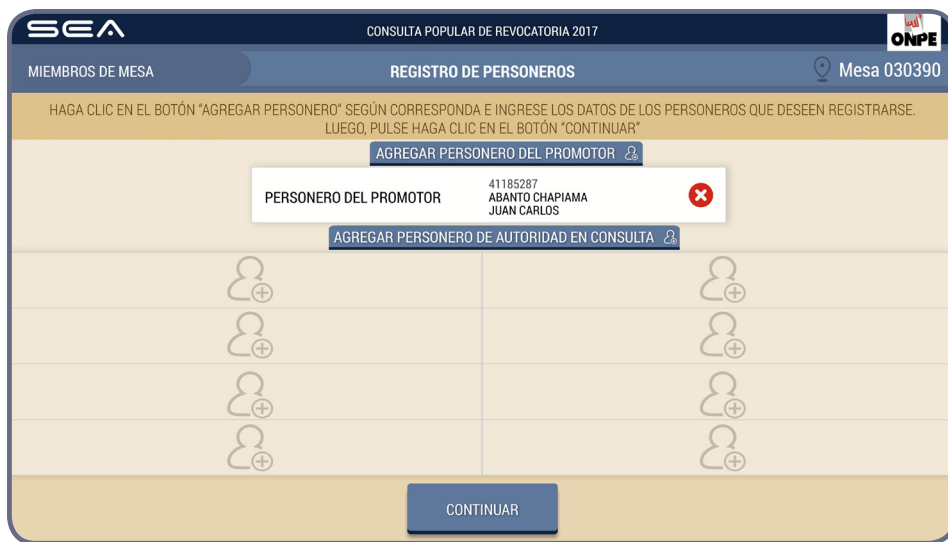 SEA
CONSULTA POPULAR DE REVOCATORIA 2017
ONPE
MIEMBROS DE MESA
REGISTRO DE PERSONEROS
Mesa 030390
HAGA CLIC EN EL BOTÓN "AGREGAR PERSONERO" SEGÚN CORRESPONDA E INGRESE LOS DATOS DE LOS PERSONEROS QUE DESEEN REGISTRARSE.
LUEGO, PULSE HAGA CLIC EN EL BOTÓN "CONTINUAR"
AGREGAR PERSONERO DEL PROMOTOR
PERSONERO DEL PROMOTOR
41185287
ABANTO CHAPIAMA
JUAN CARLOS
AGREGAR PERSONERO DE AUTORIDAD EN CONSULTA
CONTINUAR